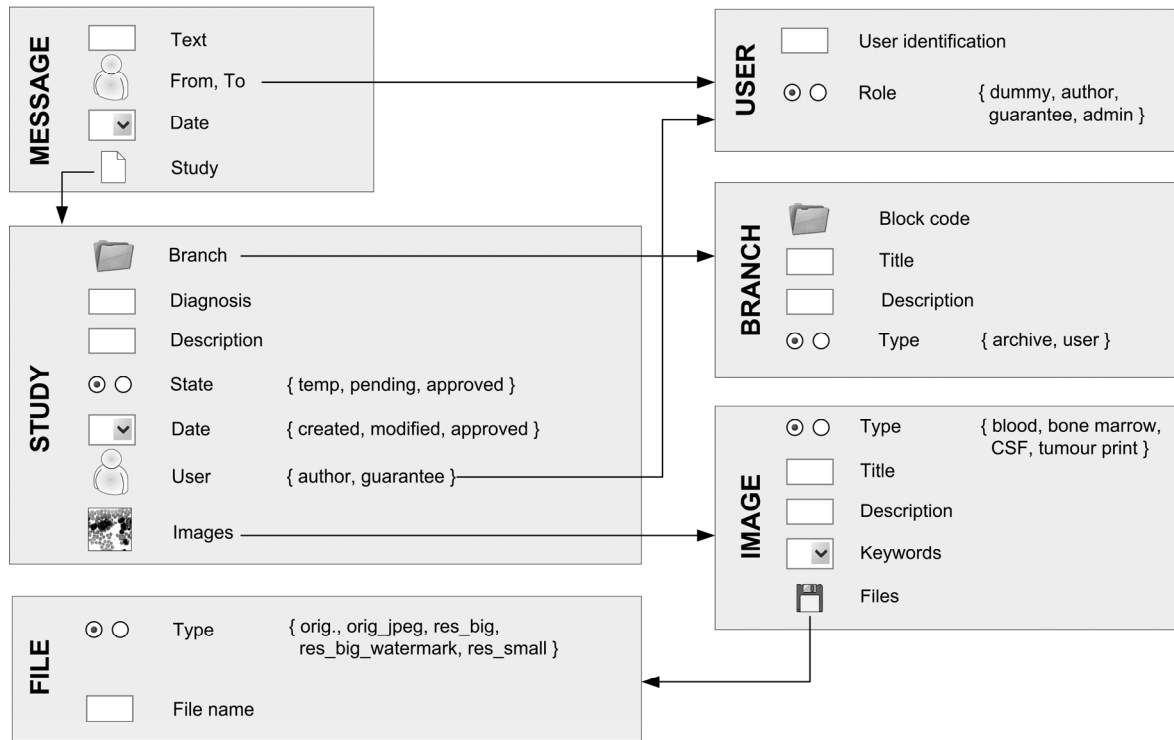 MESSAGE
Text
From, To
Date
Study
USER
User identification
Role { dummy, author,
guarantee, admin }
STUDY
Branch
Diagnosis
Description
State { temp, pending, approved }
Date { created, modified, approved }
User { author, guarantee }
Images
BRANCH
Block code
Title
Description
Type { archive, user }
IMAGE
Type { blood, bone marrow,
CSF, tumour print }
Title
Description
Keywords
Files
FILE
Type { orig., orig_jpeg, res_big,
res_big_watermark, res_small }
File name